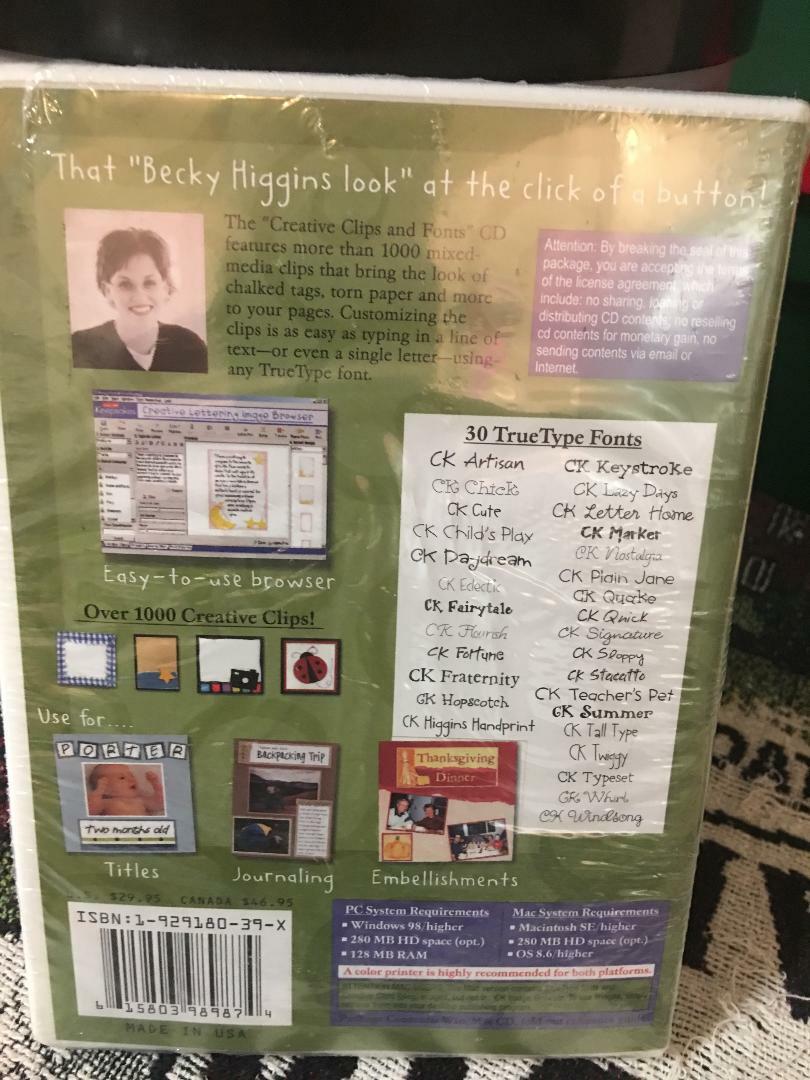 That "Becky Higgins look" at the click of a button!
The "Creative Clips and Fonts" CD
features more than 1000 mixed-
media clips that bring the look of
chalked tags, torn paper and more
to your pages. Customizing the
clips is as easy as typing in a line of
text—or even a single letter—using
any TrueType font.
Attention: By breaking the seal of this
package, you are accepting the terms
of the license agreement, which
include: no sharing, loaning or
distributing CD contents, no reselling
cd contents for monetary gain, no
sending contents via email or
Internet.
Creative Lettering Image Browser
Easy-to-use browser
Over 1000 Creative Clips!
30 TrueType Fonts
CK Artisan
CK Chick
CK Cute
CK Child's Play
CK Daydream
CK Eclectic
CK Fairytale
CK Flourish
CK Fortune
CK Fraternity
CK Hopscotch
CK Higgins Handprint
CK Keystroke
CK Lazy Days
CK Letter Home
CK Marker
CK Nostalgia
CK Plain Jane
CK Quake
CK Quick
CK Signature
CK Sloppy
CK Stacatto
CK Teacher's Pet
CK Summer
CK Tall Type
CK Twiggy
CK Typeset
CK Whirl
CK Windsong
Use for....
PORTER
Two months old
Titles
Backpacking Trip
Journaling
Thanksgiving
Dinner
Embellishments
U.S. $29.95 CANADA $46.95
ISBN:1-929180-39-X
6 15803 98987 4
MADE IN USA
PC System Requirements
▪ Windows 98/higher
▪ 280 MB HD space (opt.)
▪ 128 MB RAM
Mac System Requirements
▪ Macintosh SE/higher
▪ 280 MB HD space (opt.)
▪ OS 8.6/higher
A color printer is highly recommended for both platforms.